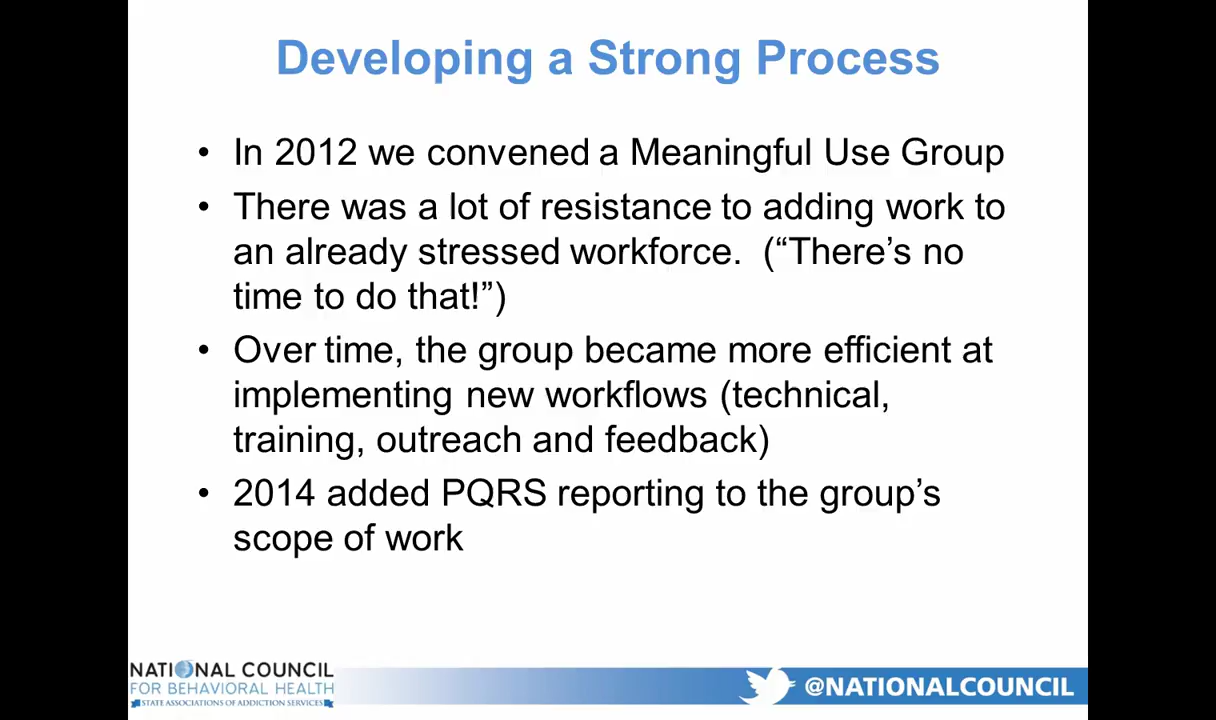 Developing a Strong Process
• In 2012 we convened a Meaningful Use Group
• There was a lot of resistance to adding work to
an already stressed workforce.  (“There’s no
time to do that!”)
• Over time, the group became more efficient at
implementing new workflows (technical,
training, outreach and feedback)
• 2014 added PQRS reporting to the group’s
scope of work
NATIONAL COUNCIL
FOR BEHAVIORAL HEALTH
STATE ASSOCIATIONS OF ADDICTION SERVICES
@NATIONALCOUNCIL